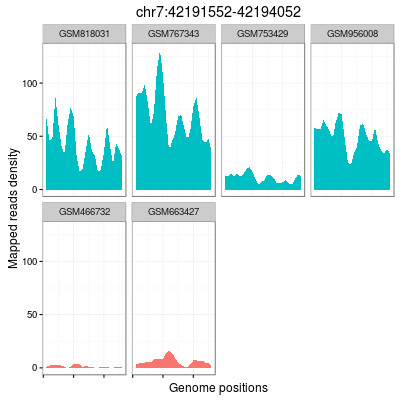 chr7:42191552-42194052
GSM818031 GSM767343 GSM753429 GSM956008
100
50
0
GSM466732 GSM663427
100
50
0
Mapped reads density
Genome positions